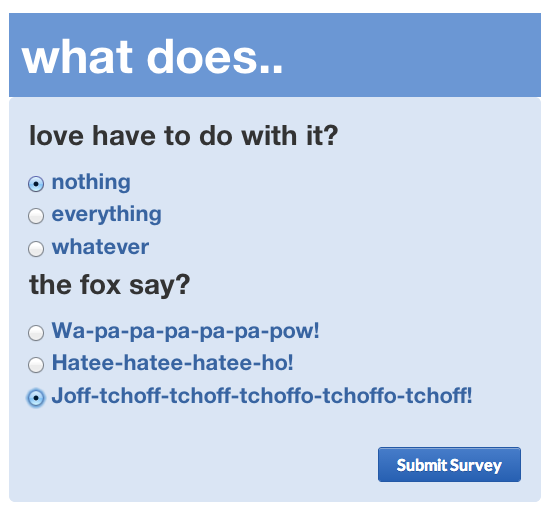 what does..
love have to do with it?
nothing
everything
whatever
the fox say?
Wa-pa-pa-pa-pa-pa-pow!
Hatee-hatee-hatee-ho!
Joff-tchoff-tchoff-tchoffo-tchoffo-tchoff!
Submit Survey